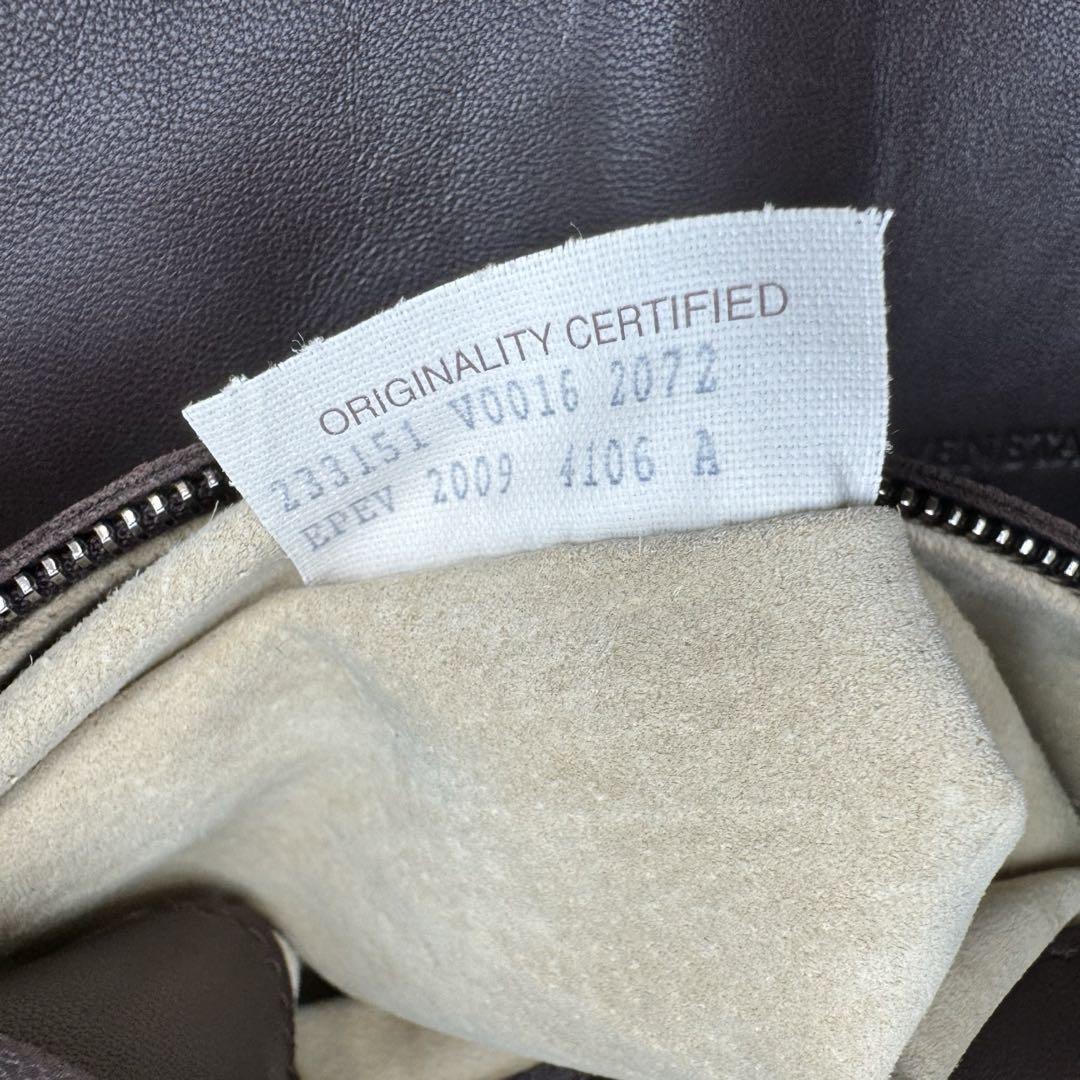 ORIGINALITY CERTIFIED
233151 V0016 2072
EPEV 2009 4106 A